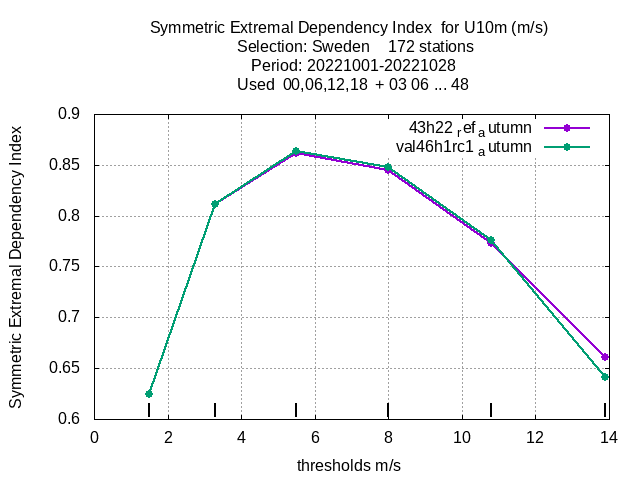 Symmetric Extremal Dependency Index  for U10m (m/s)
Selection: Sweden    172 stations
Period: 20221001-20221028
Used  00,06,12,18  + 03 06 ... 48
43h22 ref autumn
val46h1rc1 autumn
Symmetric Extremal Dependency Index
0.9
0.85
0.8
0.75
0.7
0.65
0.6
0 2 4 6 8 10 12 14
thresholds m/s